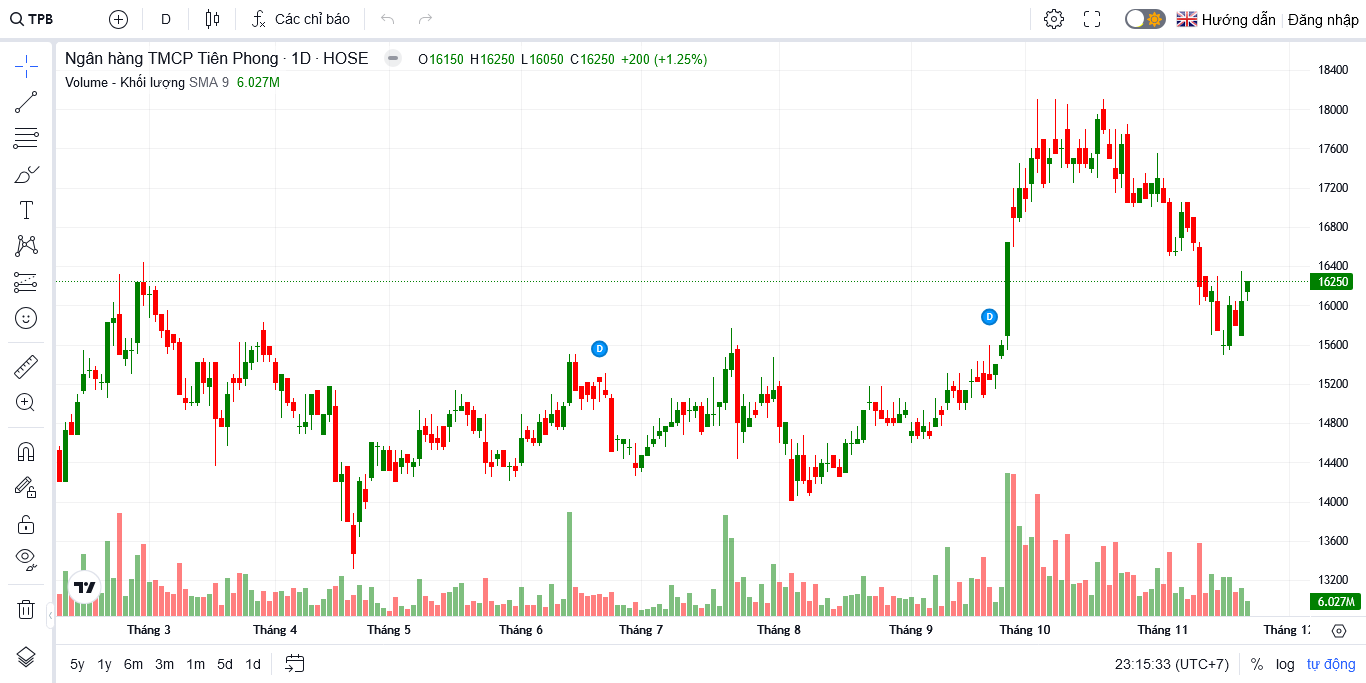 TPB D Các chỉ báo Hướng dẫn Đăng nhập
Ngân hàng TMCP Tiên Phong · 1D · HOSE O16150 H16250 L16050 C16250 +200 (+1.25%)
Volume - Khối lượng SMA 9 6.027M
18400
18000
17600
17200
16800
16400
16250
16000
15600
15200
14800
14400
14000
13600
13200
6.027M
D
D
Tháng 3 Tháng 4 Tháng 5 Tháng 6 Tháng 7 Tháng 8 Tháng 9 Tháng 10 Tháng 11 Tháng 12
5y 1y 6m 3m 1m 5d 1d 23:15:33 (UTC+7) % log tự động